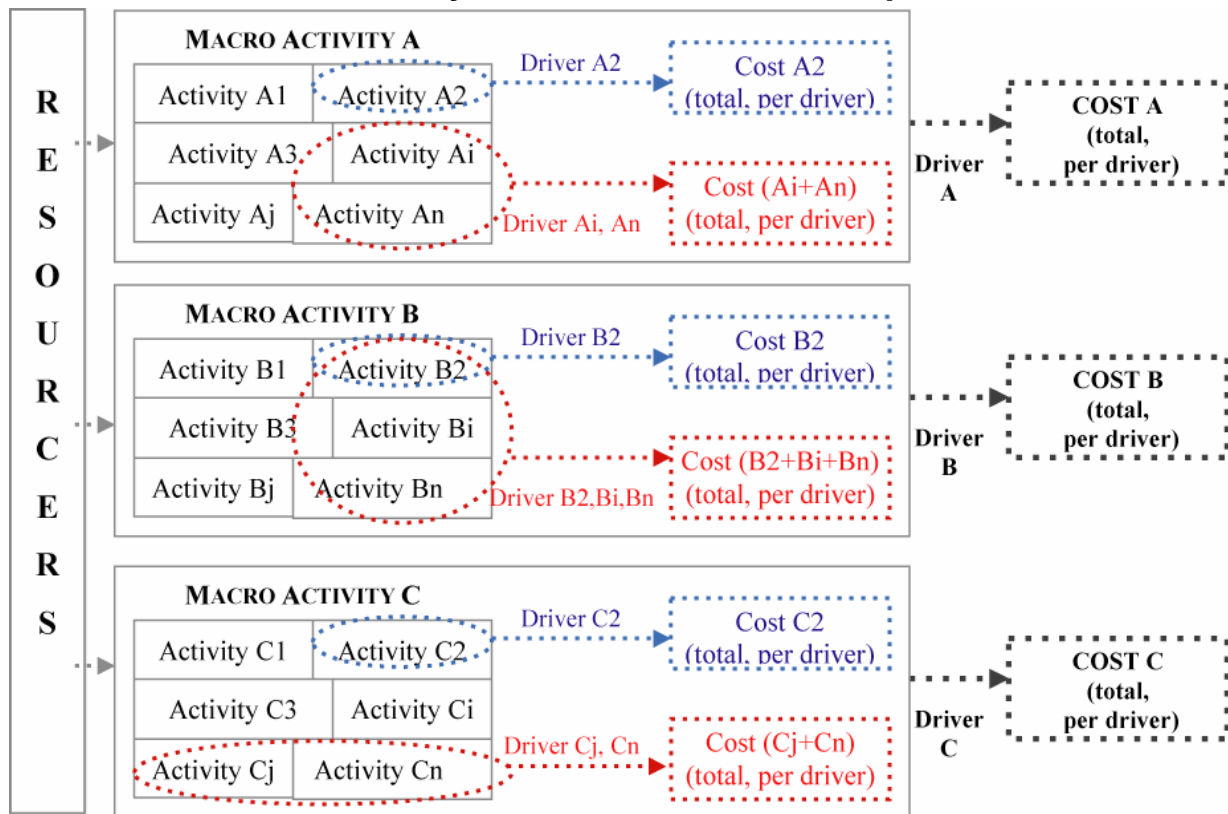 R
E
S
O
U
R
C
E
R
S
MACRO ACTIVITY A
Activity A1
Activity A2
Activity A3
Activity Ai
Activity Aj
Activity An
Driver A2
Cost A2
(total, per driver)
Driver Ai, An
Cost (Ai+An)
(total, per driver)
Driver
A
COST A
(total,
per driver)
MACRO ACTIVITY B
Activity B1
Activity B2
Activity B3
Activity Bi
Activity Bj
Activity Bn
Driver B2
Cost B2
(total, per driver)
Driver B2,Bi,Bn
Cost (B2+Bi+Bn)
(total, per driver)
Driver
B
COST B
(total,
per driver)
MACRO ACTIVITY C
Activity C1
Activity C2
Activity C3
Activity Ci
Activity Cj
Activity Cn
Driver C2
Cost C2
(total, per driver)
Driver Cj, Cn
Cost (Cj+Cn)
(total, per driver)
Driver
C
COST C
(total,
per driver)